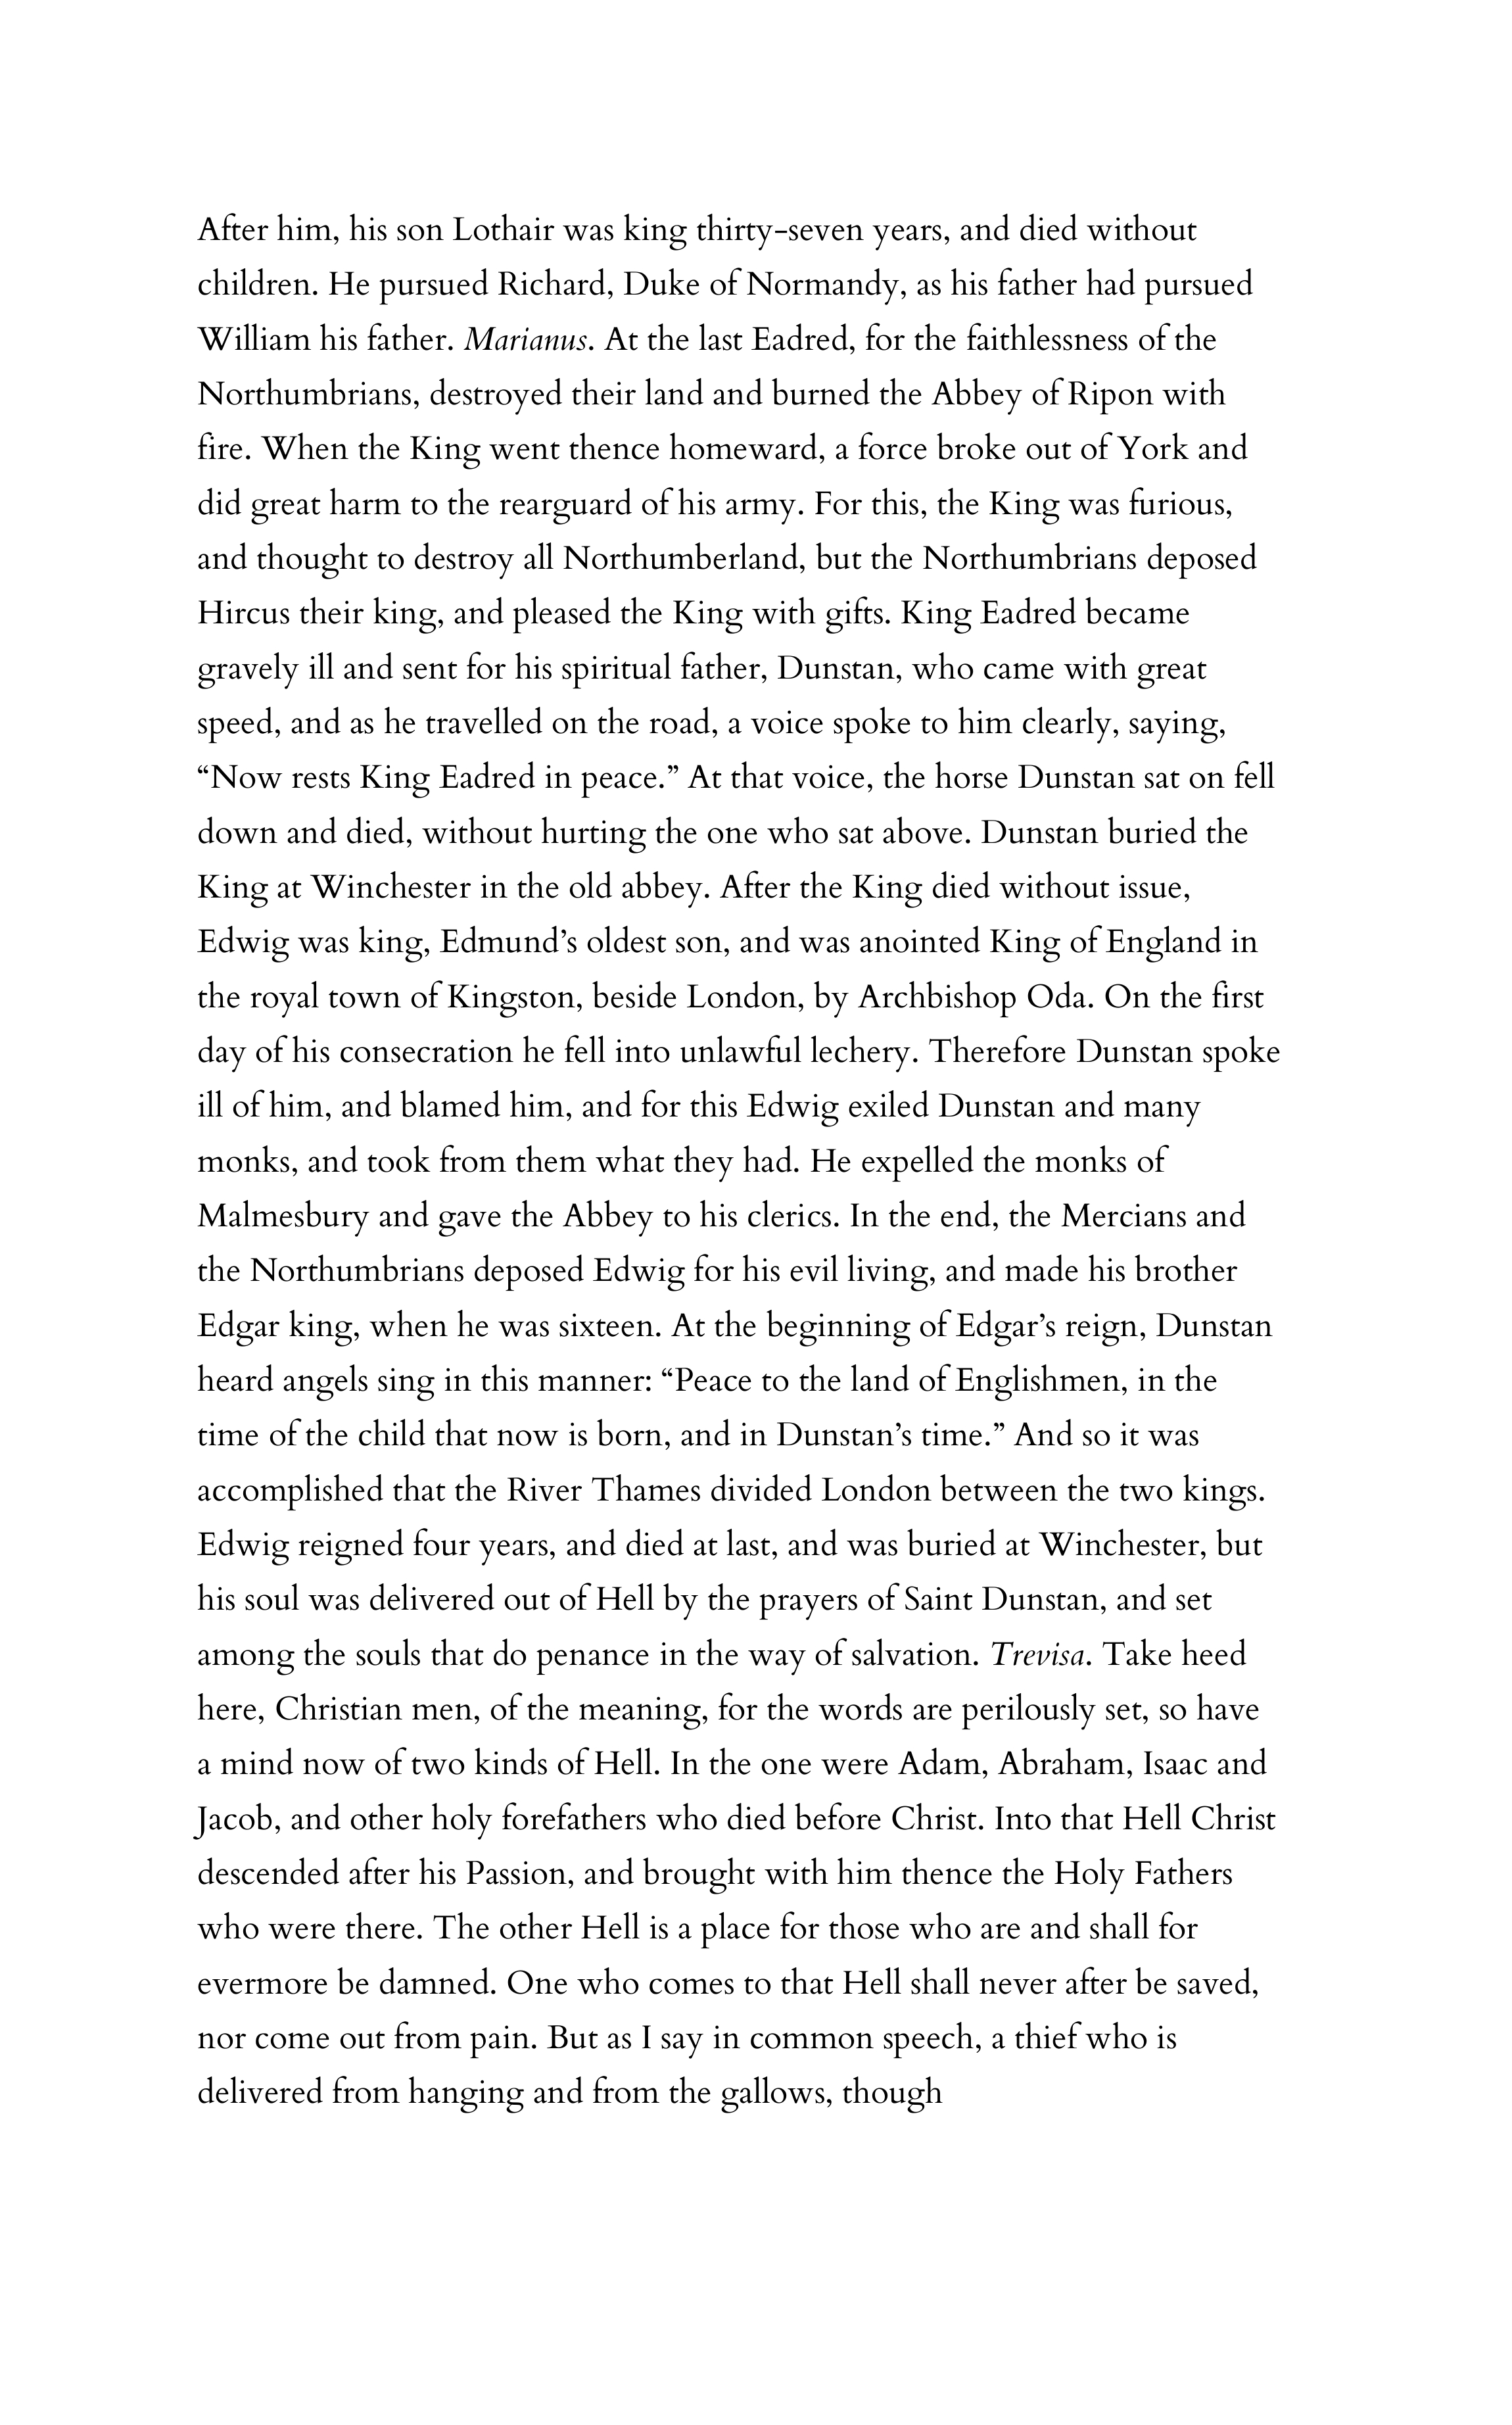 After him, his son Lothair was king thirty-seven years, and died without
children. He pursued Richard, Duke of Normandy, as his father had pursued
William his father. Marianus. At the last Eadred, for the faithlessness of the
Northumbrians, destroyed their land and burned the Abbey of Ripon with
fire. When the King went thence homeward, a force broke out of York and
did great harm to the rearguard of his army. For this, the King was furious,
and thought to destroy all Northumberland, but the Northumbrians deposed
Hircus their king, and pleased the King with gifts. King Eadred became
gravely ill and sent for his spiritual father, Dunstan, who came with great
speed, and as he travelled on the road, a voice spoke to him clearly, saying,
“Now rests King Eadred in peace.” At that voice, the horse Dunstan sat on fell
down and died, without hurting the one who sat above. Dunstan buried the
King at Winchester in the old abbey. After the King died without issue,
Edwig was king, Edmund’s oldest son, and was anointed King of England in
the royal town of Kingston, beside London, by Archbishop Oda. On the first
day of his consecration he fell into unlawful lechery. Therefore Dunstan spoke
ill of him, and blamed him, and for this Edwig exiled Dunstan and many
monks, and took from them what they had. He expelled the monks of
Malmesbury and gave the Abbey to his clerics. In the end, the Mercians and
the Northumbrians deposed Edwig for his evil living, and made his brother
Edgar king, when he was sixteen. At the beginning of Edgar’s reign, Dunstan
heard angels sing in this manner: “Peace to the land of Englishmen, in the
time of the child that now is born, and in Dunstan’s time.” And so it was
accomplished that the River Thames divided London between the two kings.
Edwig reigned four years, and died at last, and was buried at Winchester, but
his soul was delivered out of Hell by the prayers of Saint Dunstan, and set
among the souls that do penance in the way of salvation. Trevisa. Take heed
here, Christian men, of the meaning, for the words are perilously set, so have
a mind now of two kinds of Hell. In the one were Adam, Abraham, Isaac and
Jacob, and other holy forefathers who died before Christ. Into that Hell Christ
descended after his Passion, and brought with him thence the Holy Fathers
who were there. The other Hell is a place for those who are and shall for
evermore be damned. One who comes to that Hell shall never after be saved,
nor come out from pain. But as I say in common speech, a thief who is
delivered from hanging and from the gallows, though